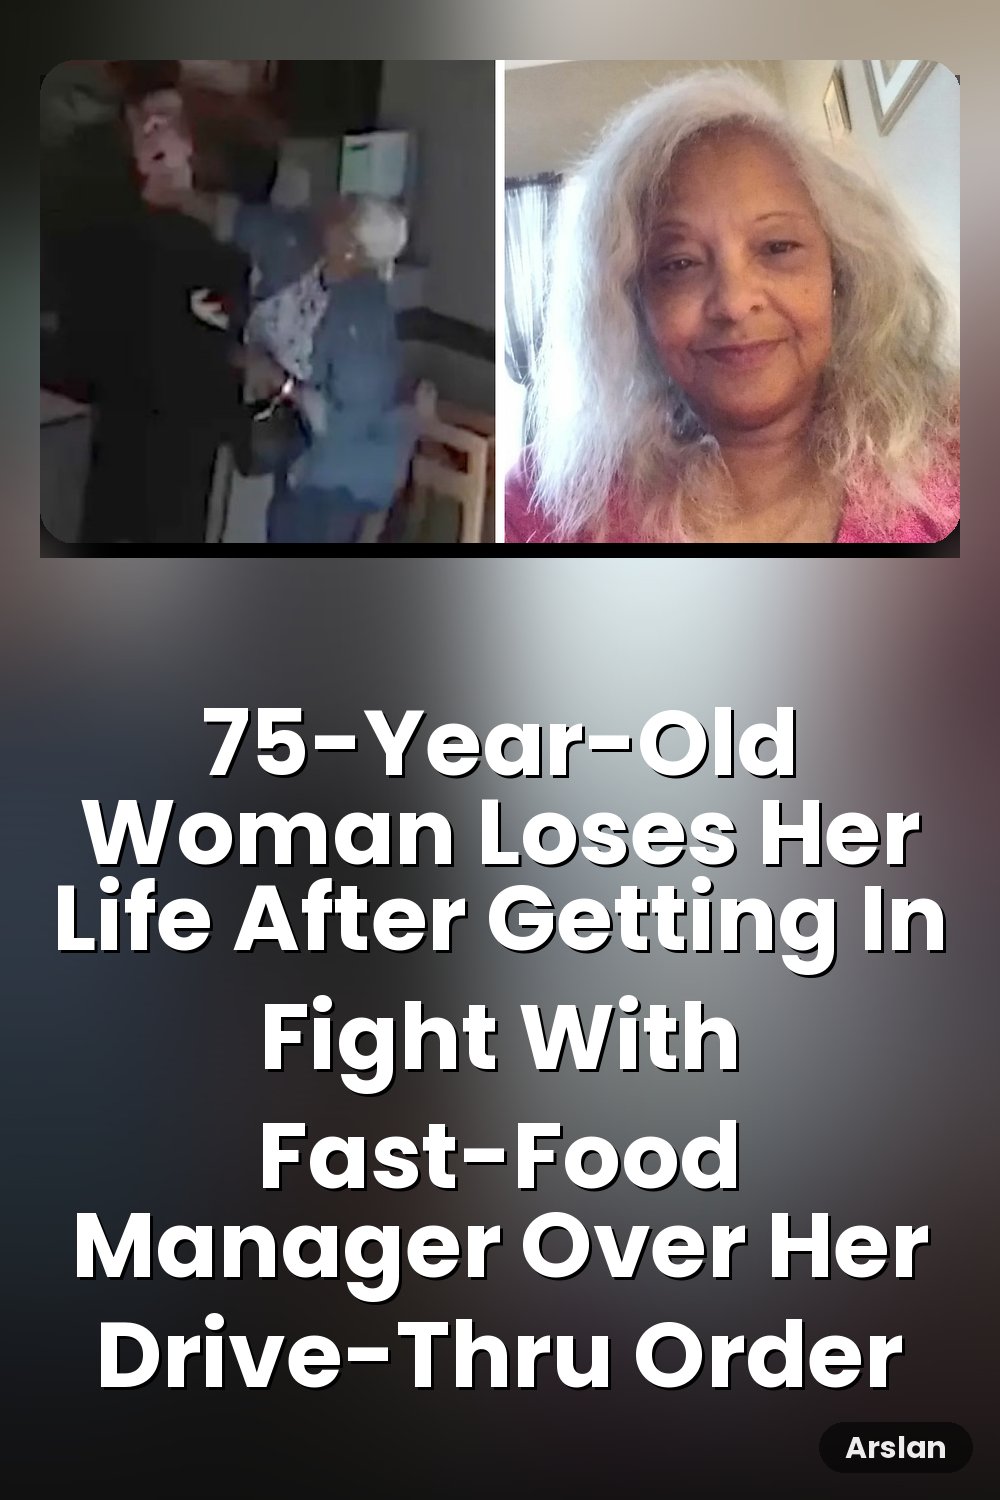 75-Year-Old
Woman Loses Her
Life After Getting In
Fight With
Fast-Food
Manager Over Her
Drive-Thru Order
Arslan